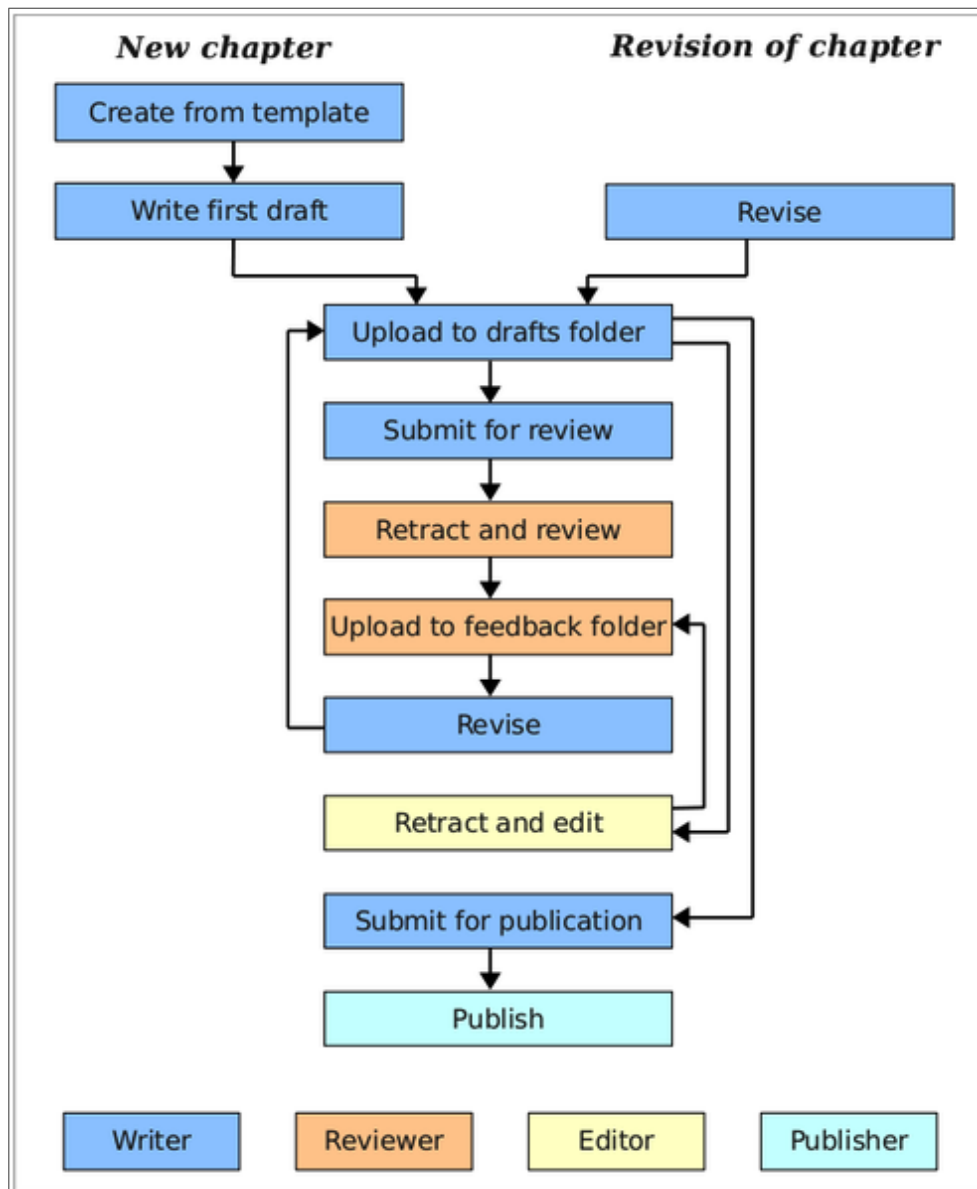 New chapter
Revision of chapter
Create from template
Write first draft
Revise
Upload to drafts folder
Submit for review
Retract and review
Upload to feedback folder
Revise
Retract and edit
Submit for publication
Publish
Writer
Reviewer
Editor
Publisher